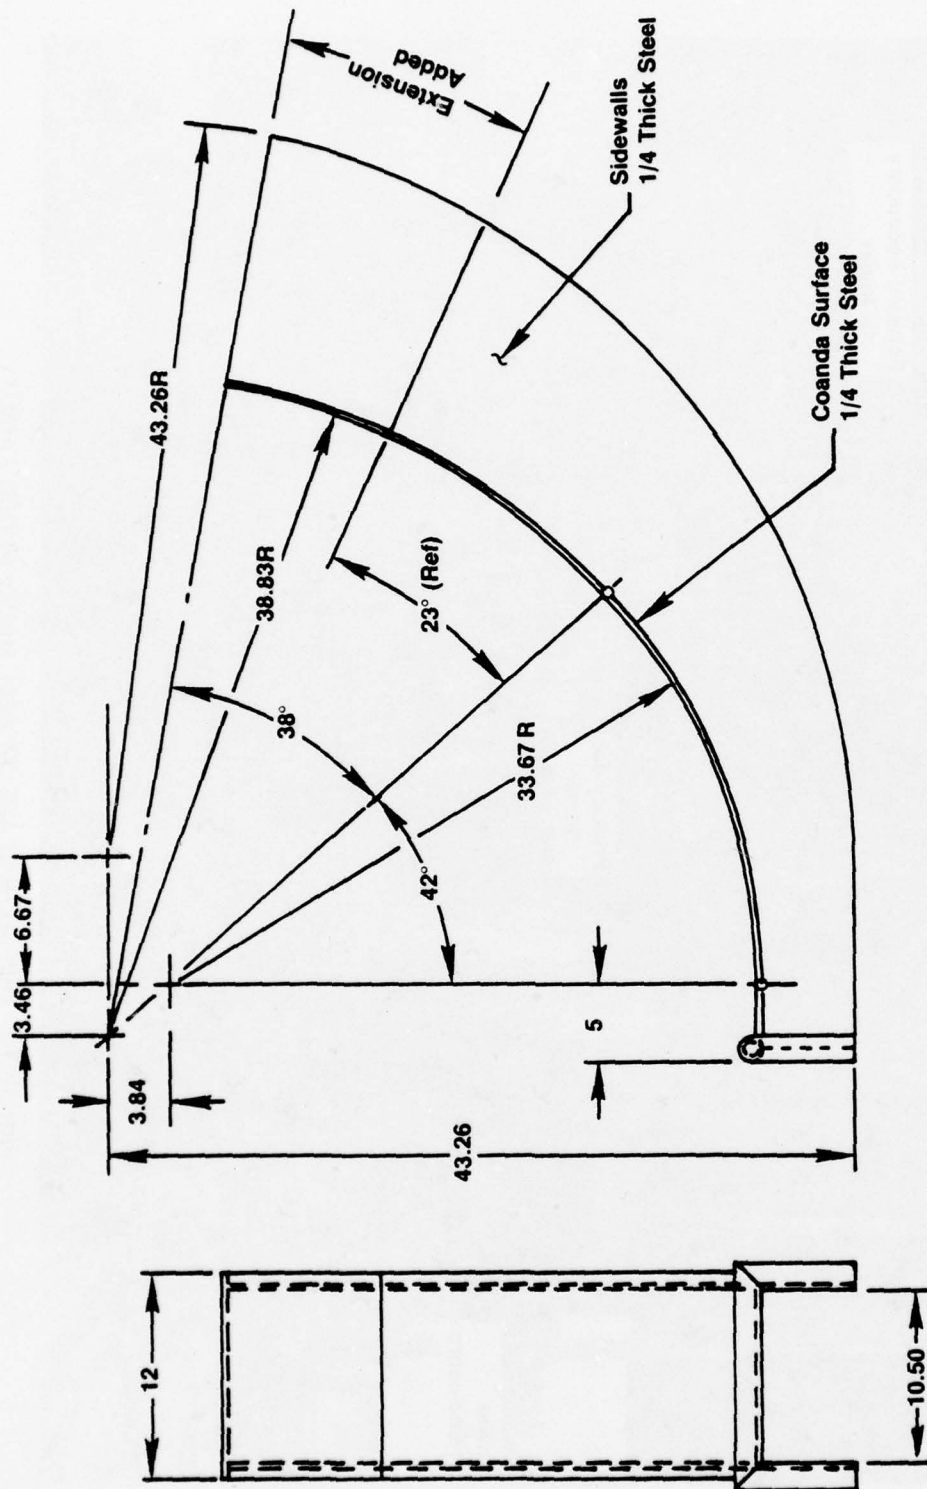 43.26R
Extension
Added
Sidewalls
1/4 Thick Steel
38.83R
23° (Ref)
Coanda Surface
1/4 Thick Steel
38°
33.67 R
42°
6.67
3.46
3.84
5
43.26
12
10.50